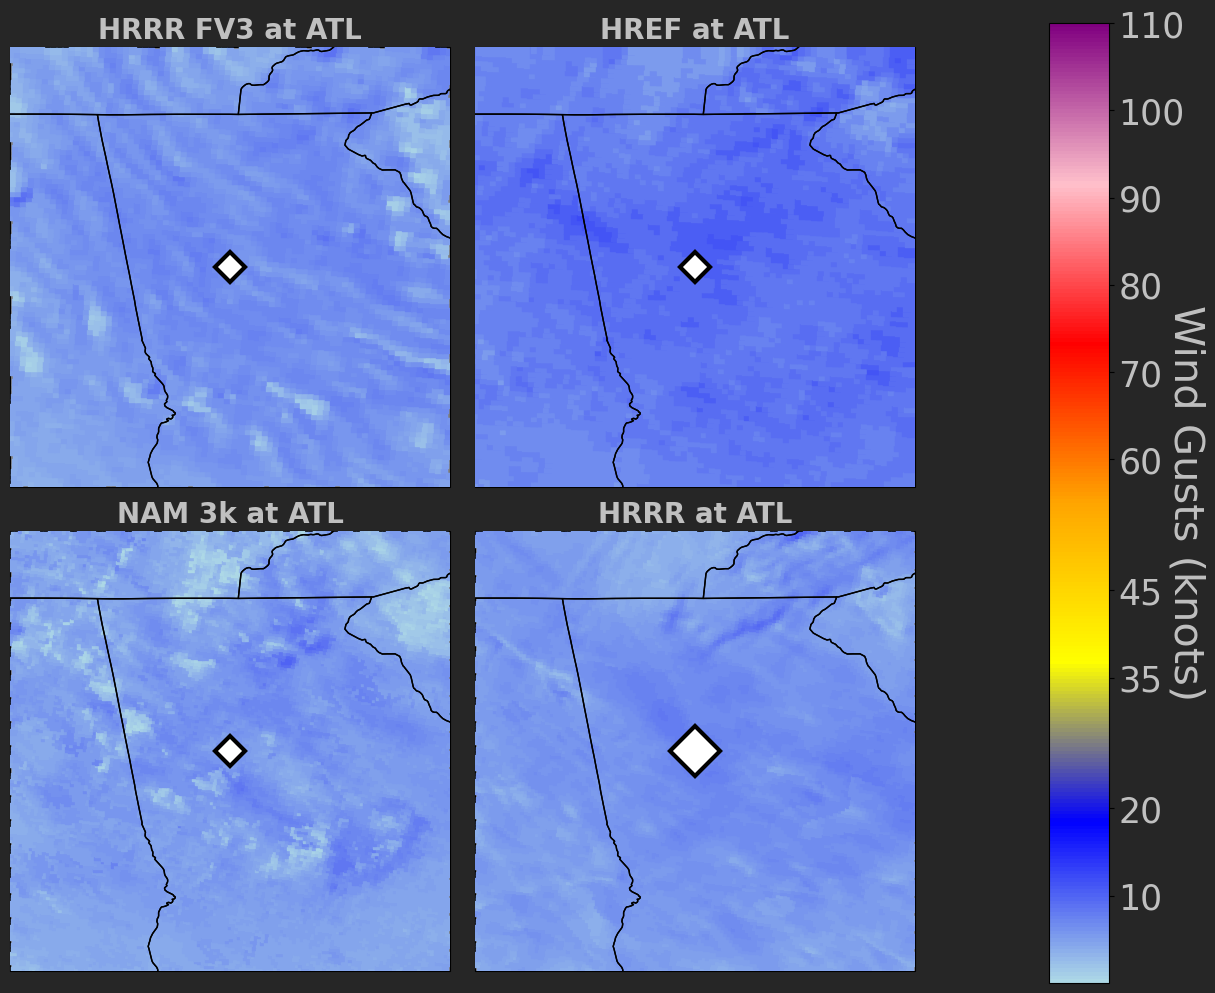 HRRR FV3 at ATL
HREF at ATL
NAM 3k at ATL
HRRR at ATL
110
100
90
80
70
60
45
35
20
10
Wind Gusts (knots)